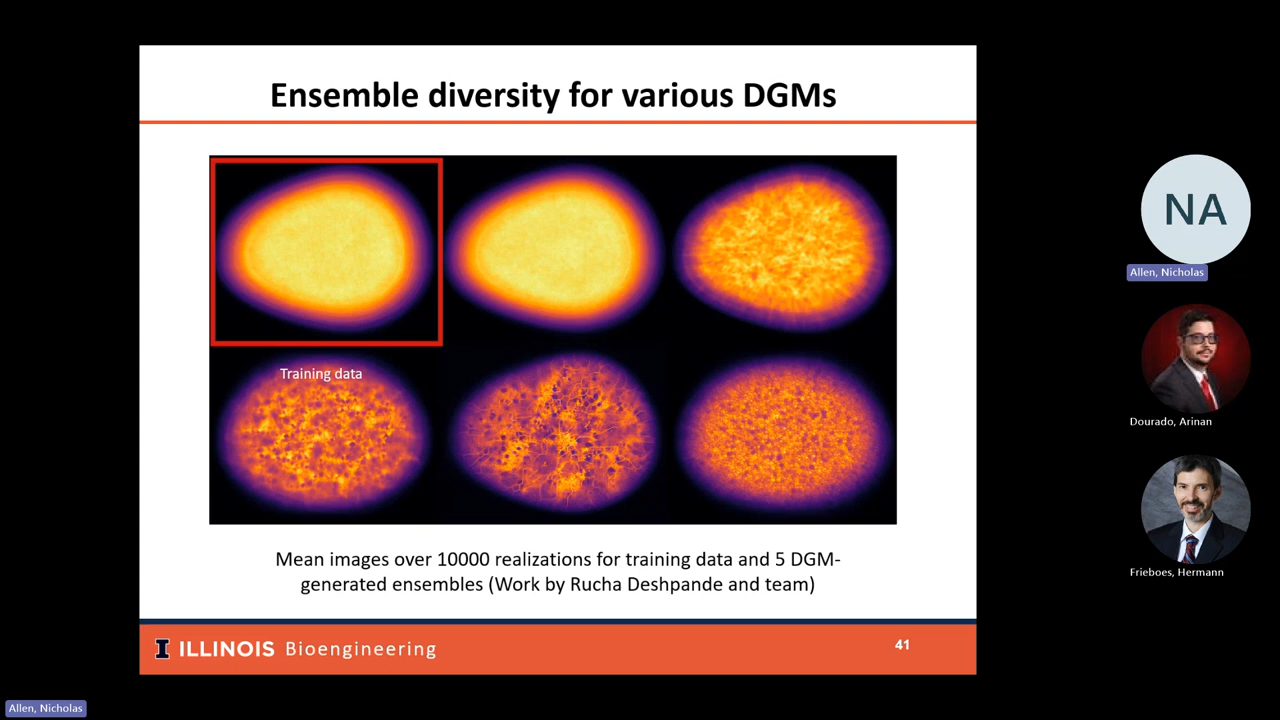 Ensemble diversity for various DGMs
Training data
Mean images over 10000 realizations for training data and 5 DGM-
generated ensembles (Work by Rucha Deshpande and team)
I ILLINOIS Bioengineering
41
NA
Allen, Nicholas
Dourado, Arinan
Frieboes, Hermann
Allen, Nicholas